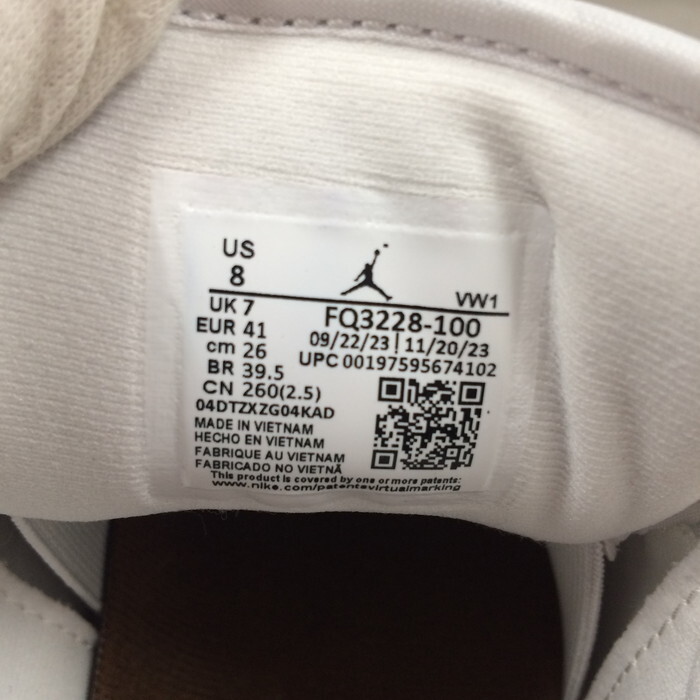 US
8
VW1
UK 7
FQ3228-100
EUR 41
09/22/23 | 11/20/23
cm 26
UPC 00197595674102
BR 39.5
CN 260(2.5)
04DTZXZG04KAD
MADE IN VIETNAM
HECHO EN VIETNAM
FABRIQUE AU VIETNAM
FABRICADO NO VIETNÃ
This product is covered by one or more patents:
www.nike.com/patentsvirtualmarking